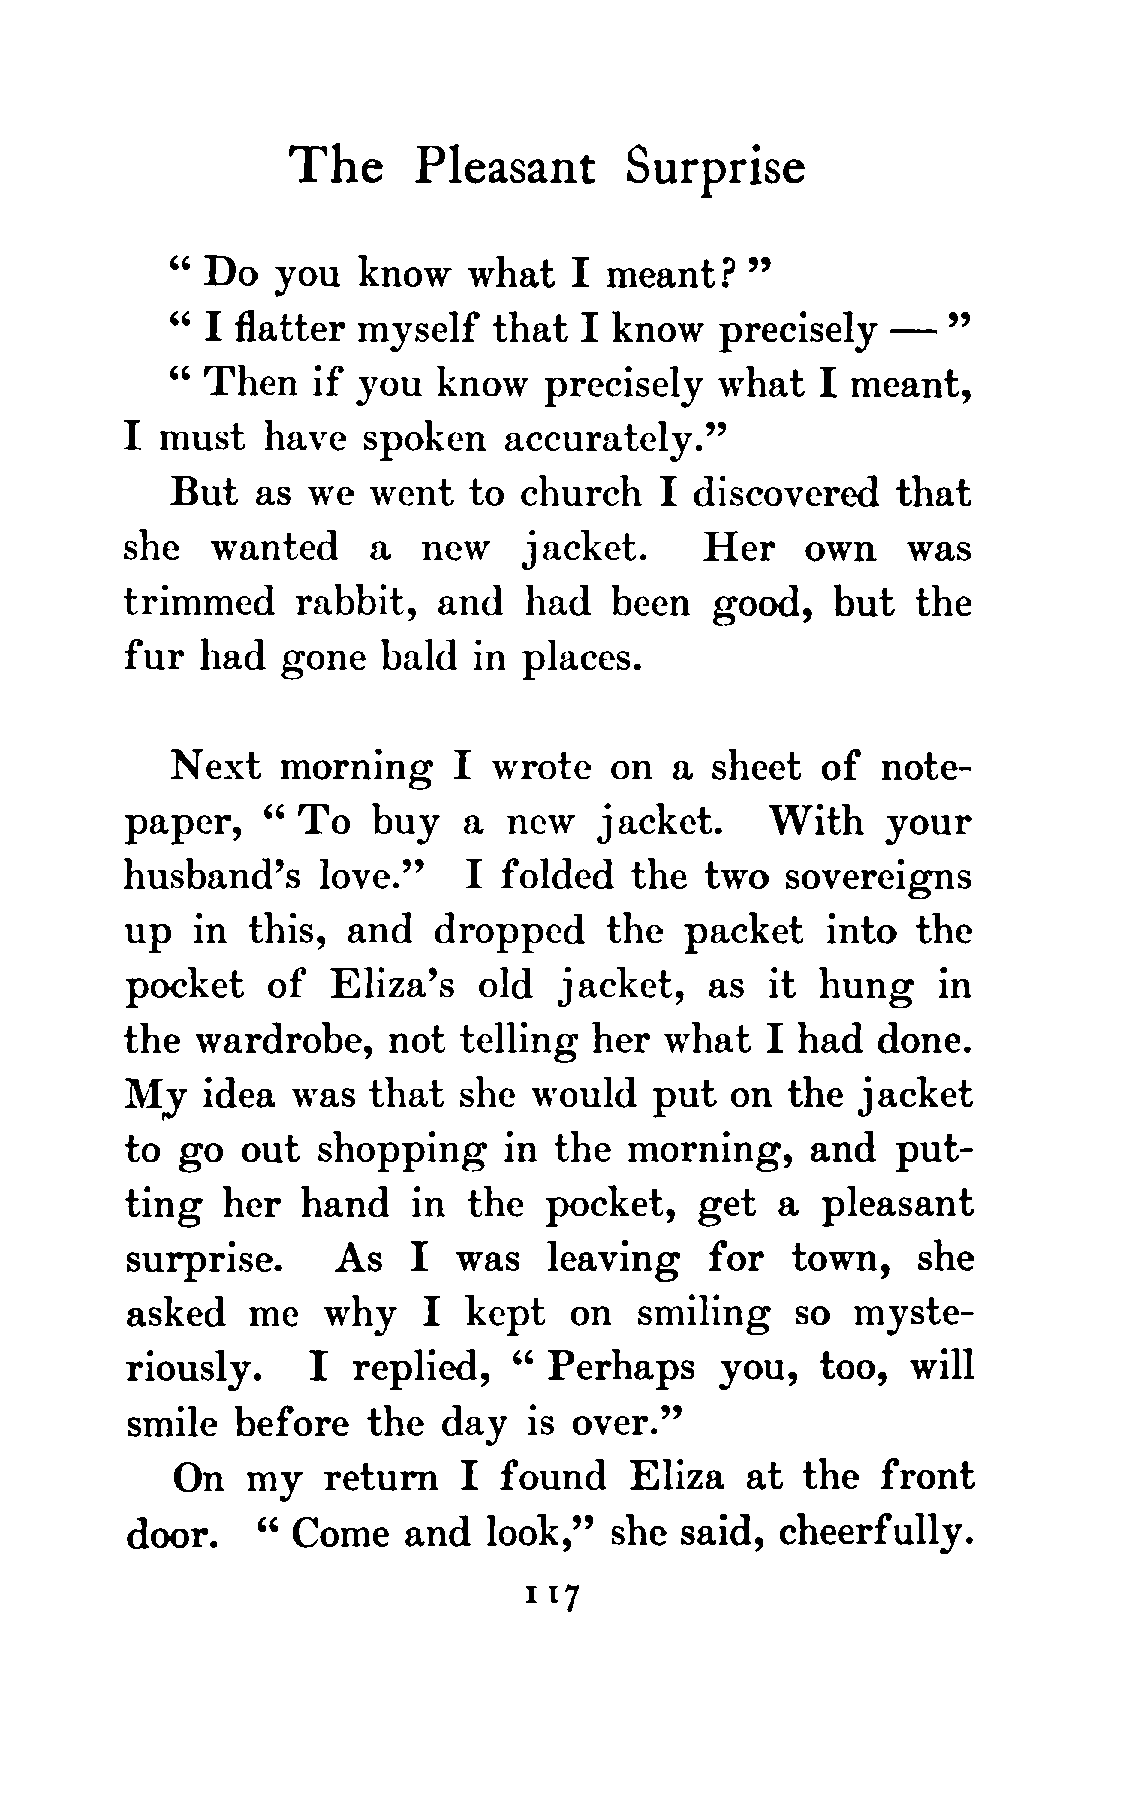 The Pleasant Surprise
“ Do you know what I meant? ”
“ I flatter myself that I know precisely — ”
“ Then if you know precisely what I meant,
I must have spoken accurately.”
But as we went to church I discovered that
she wanted a new jacket. Her own was
trimmed rabbit, and had been good, but the
fur had gone bald in places.
Next morning I wrote on a sheet of note-
paper, “ To buy a new jacket. With your
husband’s love.” I folded the two sovereigns
up in this, and dropped the packet into the
pocket of Eliza’s old jacket, as it hung in
the wardrobe, not telling her what I had done.
My idea was that she would put on the jacket
to go out shopping in the morning, and put-
ting her hand in the pocket, get a pleasant
surprise. As I was leaving for town, she
asked me why I kept on smiling so myste-
riously. I replied, “ Perhaps you, too, will
smile before the day is over.”
On my return I found Eliza at the front
door. “ Come and look,” she said, cheerfully.
117